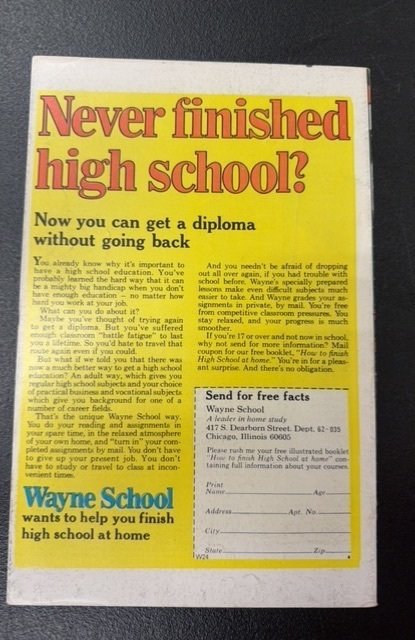 Never finished
high school?
Now you can get a diploma
without going back
You already know why it's important to
have a high school education. You've
probably learned the hard way that it can
be a mighty big handicap when you don't
have enough education — no matter how
hard you work at your job.
What can you do about it?
Maybe you've thought of trying again
to get a diploma. But you've suffered
enough classroom "battle fatigue" to last
you a lifetime. So you'd hate to travel that
route again even if you could.
But what if we told you that there was
now a much better way to get a high school
education? An adult way, which gives you
regular high school subjects and your choice
of practical business and vocational subjects
which give you background for one of a
number of career fields.
That's the unique Wayne School way.
You do your reading and assignments in
your spare time, in the relaxed atmosphere
of your own home, and "turn in" your com-
pleted assignments by mail. You don't have
to give up your present job. You don't
have to study or travel to class at incon-
venient times.
Wayne School
wants to help you finish
high school at home
And you needn't be afraid of dropping
out all over again, if you had trouble with
school before. Wayne's specially prepared
lessons make even difficult subjects much
easier to take. And Wayne grades your as-
signments in private, by mail. You're free
from competitive classroom pressures. You
stay relaxed, and your progress is much
smoother.
If you're 17 or over and not now in school,
why not send for more information? Mail
coupon for our free booklet, "How to finish
High School at home." You're in for a pleas-
ant surprise. And there's no obligation.
Send for free facts
Wayne School
A leader in home study
417 S. Dearborn Street. Dept. 62-035
Chicago, Illinois 60605
Please rush me your free illustrated booklet
"How to finish High School at home" con-
taining full information about your courses.
Print
Name Age
Address Apt. No.
City
State Zip
W24